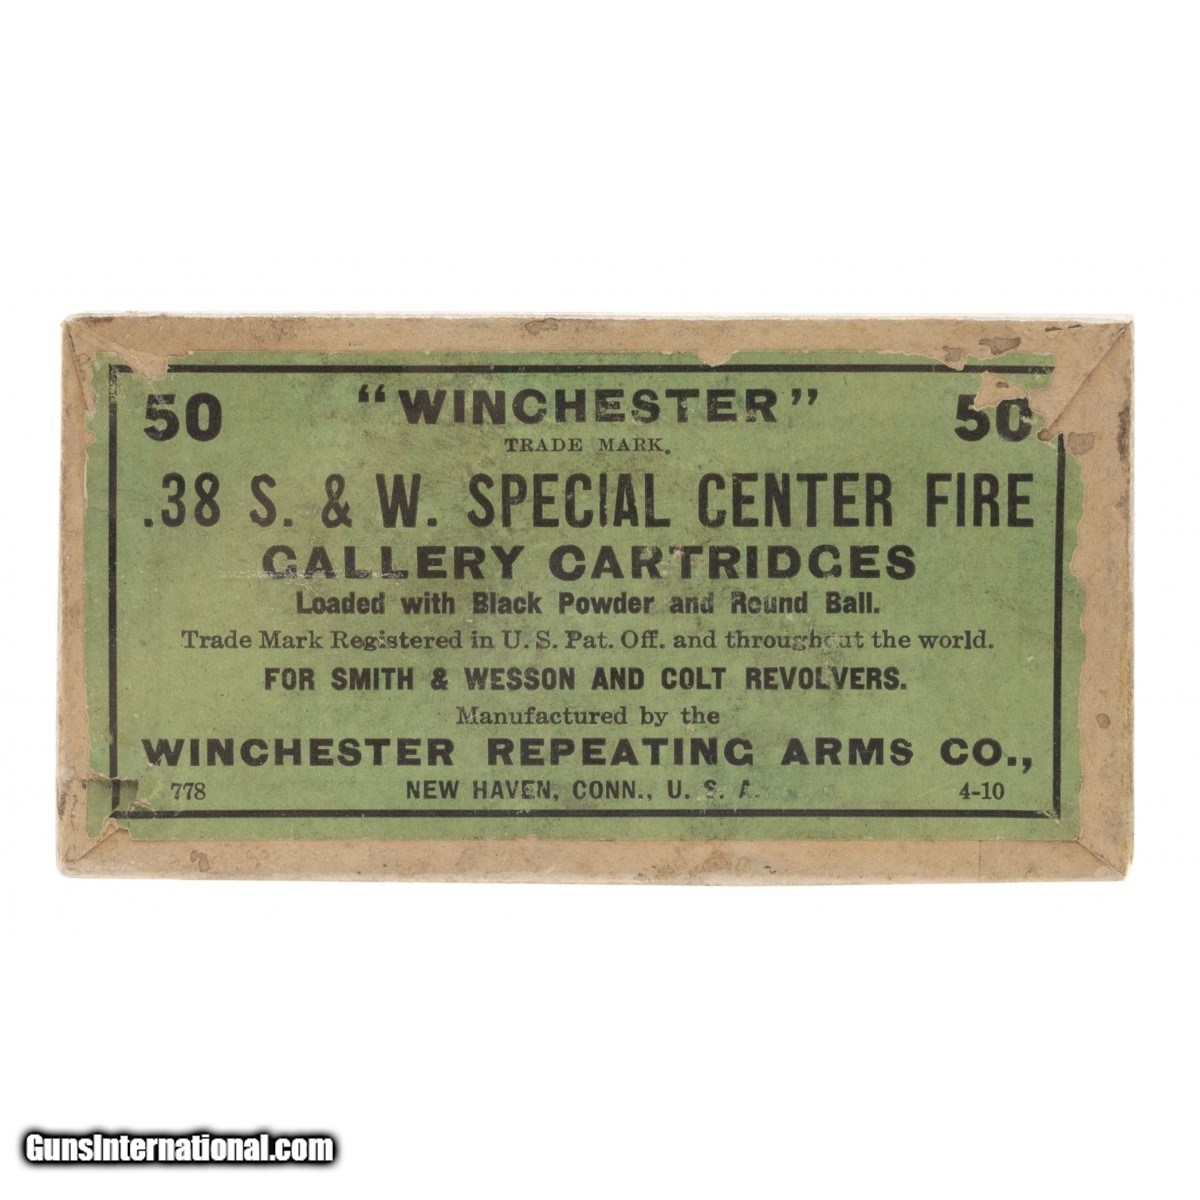 50 "WINCHESTER" 50
TRADE MARK.
.38 S. & W. SPECIAL CENTER FIRE
GALLERY CARTRIDGES
Loaded with Black Powder and Round Ball.
Trade Mark Registered in U. S. Pat. Off. and throughout the world.
FOR SMITH & WESSON AND COLT REVOLVERS.
Manufactured by the
WINCHESTER REPEATING ARMS CO.,
778 NEW HAVEN, CONN., U. S. A. 4-10
GunsInternational.com